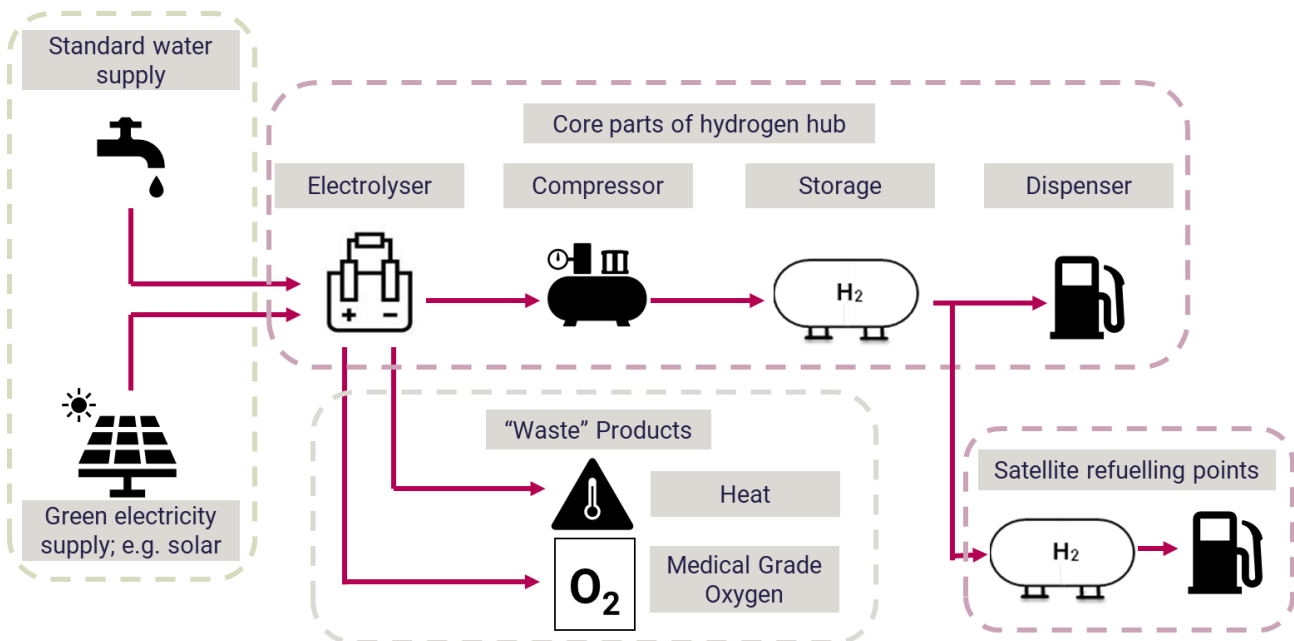 Standard water
supply
Core parts of hydrogen hub
Electrolyser
Compressor
Storage
Dispenser
+ −
H2
“Waste” Products
Heat
O2
Medical Grade
Oxygen
Green electricity
supply; e.g. solar
Satellite refuelling points
H2